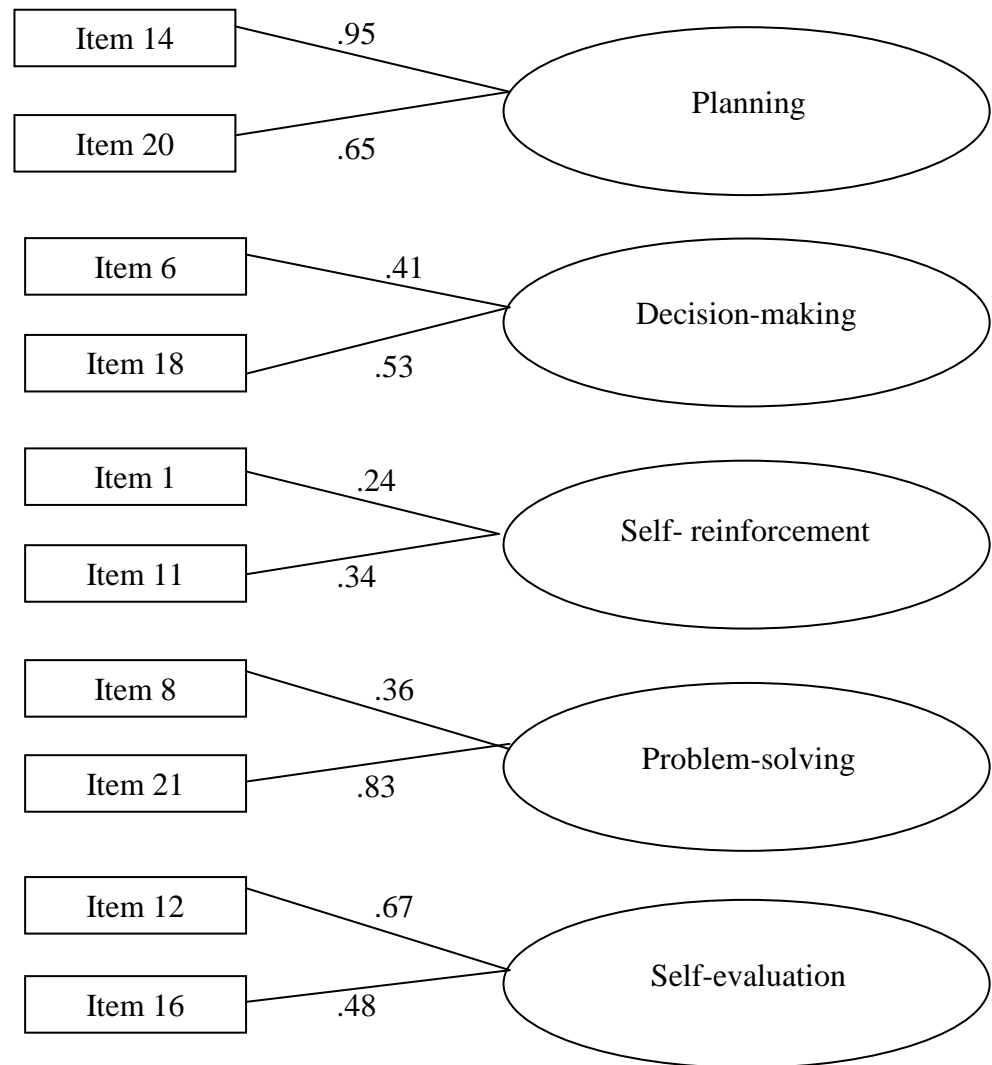 Item 14
.95
Planning
Item 20
.65
Item 6
.41
Decision-making
Item 18
.53
Item 1
.24
Self- reinforcement
Item 11
.34
Item 8
.36
Problem-solving
Item 21
.83
Item 12
.67
Self-evaluation
Item 16
.48